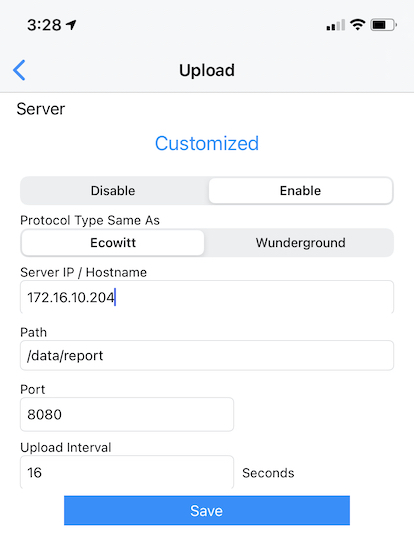 3:28
Upload
Server
Customized
Disable Enable
Protocol Type Same As
Ecowitt Wunderground
Server IP / Hostname
172.16.10.204
Path
/data/report
Port
8080
Upload Interval
16 Seconds
Save